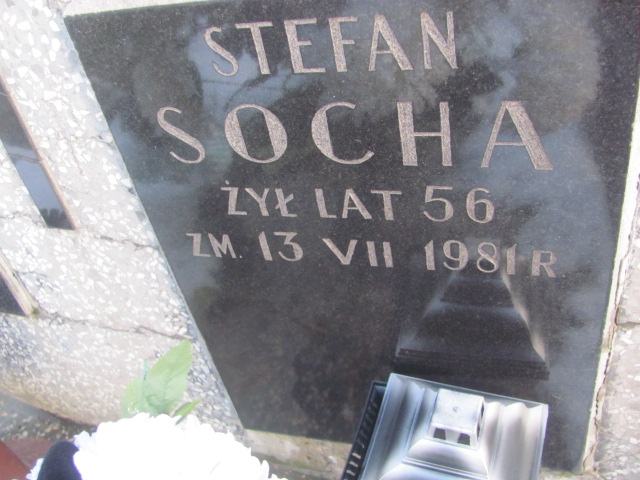 STEFAN
SOCHA
ŻYŁ LAT 56
ZM. 13 VII 1981 R.